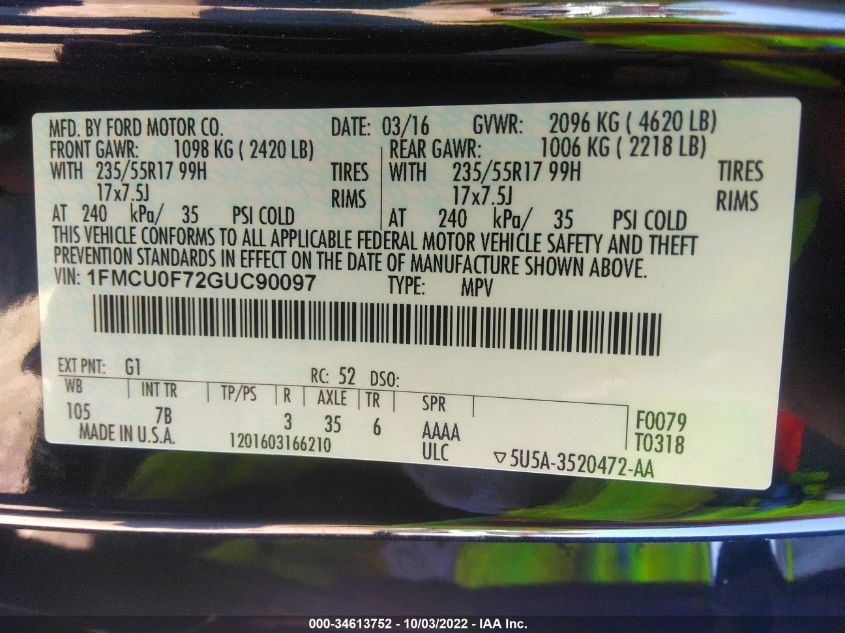 MFD. BY FORD MOTOR CO. DATE: 03/16 GVWR: 2096 KG ( 4620 LB)
FRONT GAWR: 1098 KG ( 2420 LB) REAR GAWR: 1006 KG ( 2218 LB)
WITH 235/55R17 99H TIRES WITH 235/55R17 99H TIRES
17x7.5J RIMS 17x7.5J RIMS
AT 240 kPa/ 35 PSI COLD AT 240 kPa/ 35 PSI COLD
THIS VEHICLE CONFORMS TO ALL APPLICABLE FEDERAL MOTOR VEHICLE SAFETY AND THEFT
PREVENTION STANDARDS IN EFFECT ON THE DATE OF MANUFACTURE SHOWN ABOVE.
VIN: 1FMCU0F72GUC90097 TYPE: MPV
EXT PNT: G1 RC: 52 DSO:
WB INT TR TP/PS R AXLE TR SPR
105 7B 3 35 6 AAAA F0079
MADE IN U.S.A. 1201603166210 ULC T0318
▽5U5A-3520472-AA
000-34613752 - 10/03/2022 - IAA Inc.